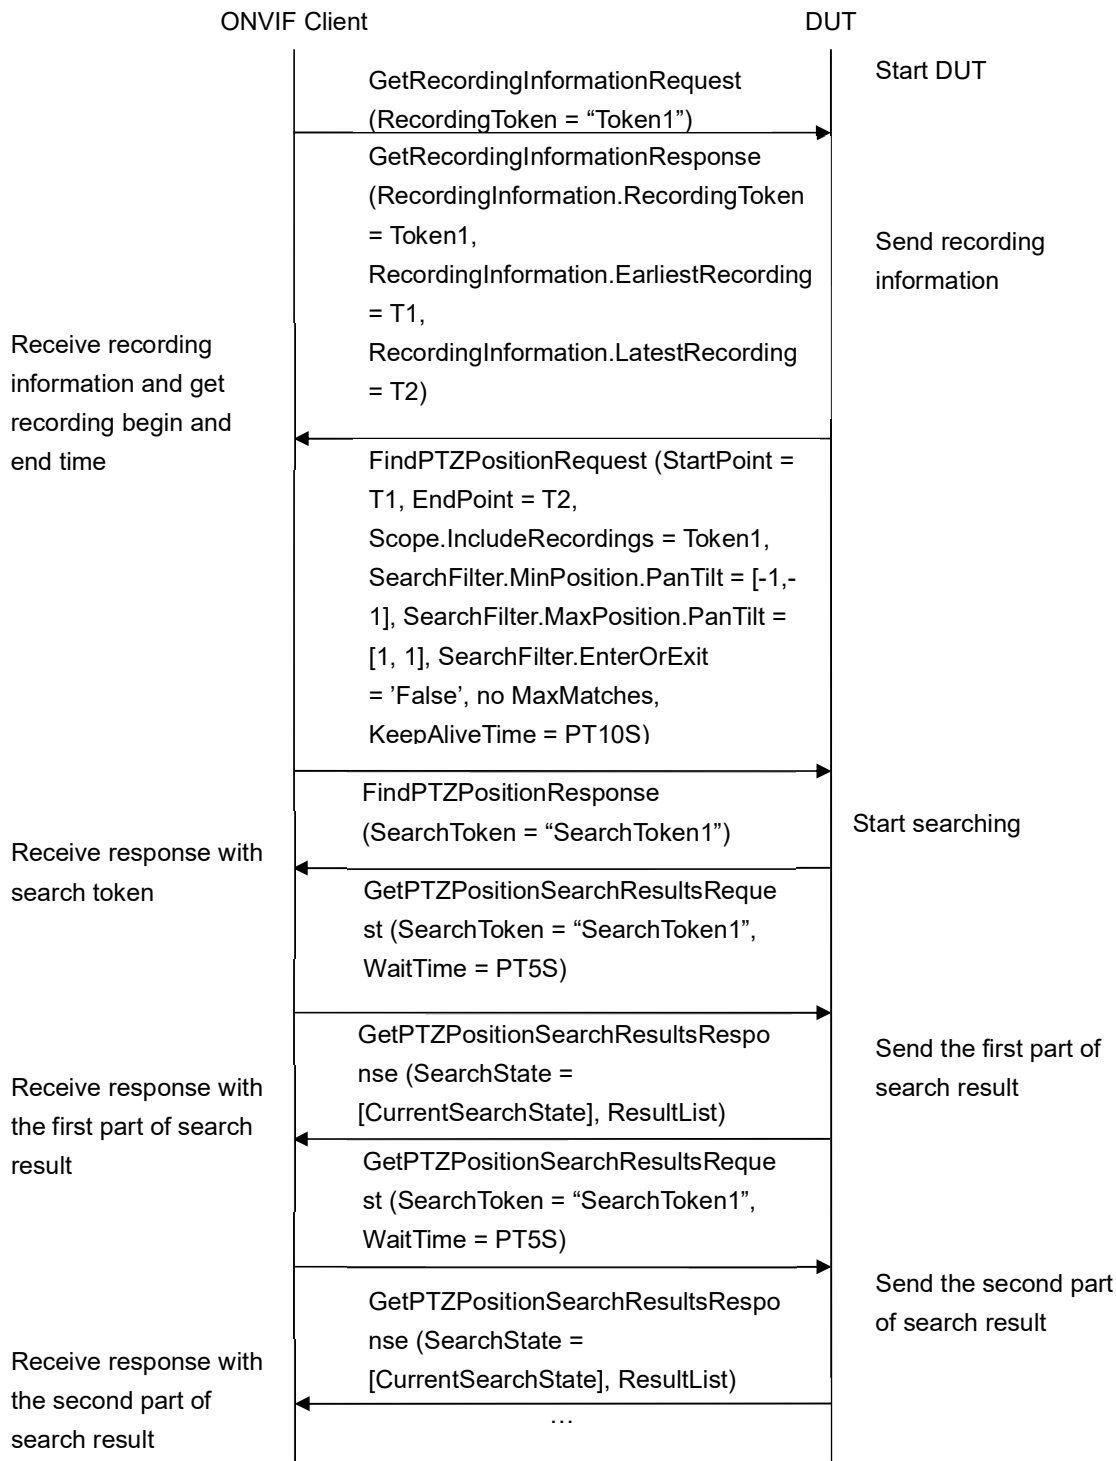 ONVIF Client
DUT
Start DUT
GetRecordingInformationRequest
(RecordingToken = “Token1”)
GetRecordingInformationResponse
(RecordingInformation.RecordingToken
= Token1,
RecordingInformation.EarliestRecording
= T1,
RecordingInformation.LatestRecording
= T2)
Send recording
information
Receive recording
information and get
recording begin and
end time
FindPTZPositionRequest (StartPoint =
T1, EndPoint = T2,
Scope.IncludeRecordings = Token1,
SearchFilter.MinPosition.PanTilt = [-1,-
1], SearchFilter.MaxPosition.PanTilt =
[1, 1], SearchFilter.EnterOrExit
= ’False’, no MaxMatches,
KeepAliveTime = PT10S)
FindPTZPositionResponse
(SearchToken = “SearchToken1”)
Start searching
Receive response with
search token
GetPTZPositionSearchResultsReque
st (SearchToken = “SearchToken1”,
WaitTime = PT5S)
GetPTZPositionSearchResultsRespo
nse (SearchState =
[CurrentSearchState], ResultList)
Send the first part of
search result
Receive response with
the first part of search
result
GetPTZPositionSearchResultsReque
st (SearchToken = “SearchToken1”,
WaitTime = PT5S)
GetPTZPositionSearchResultsRespo
nse (SearchState =
[CurrentSearchState], ResultList)
Send the second part
of search result
Receive response with
the second part of
search result
…